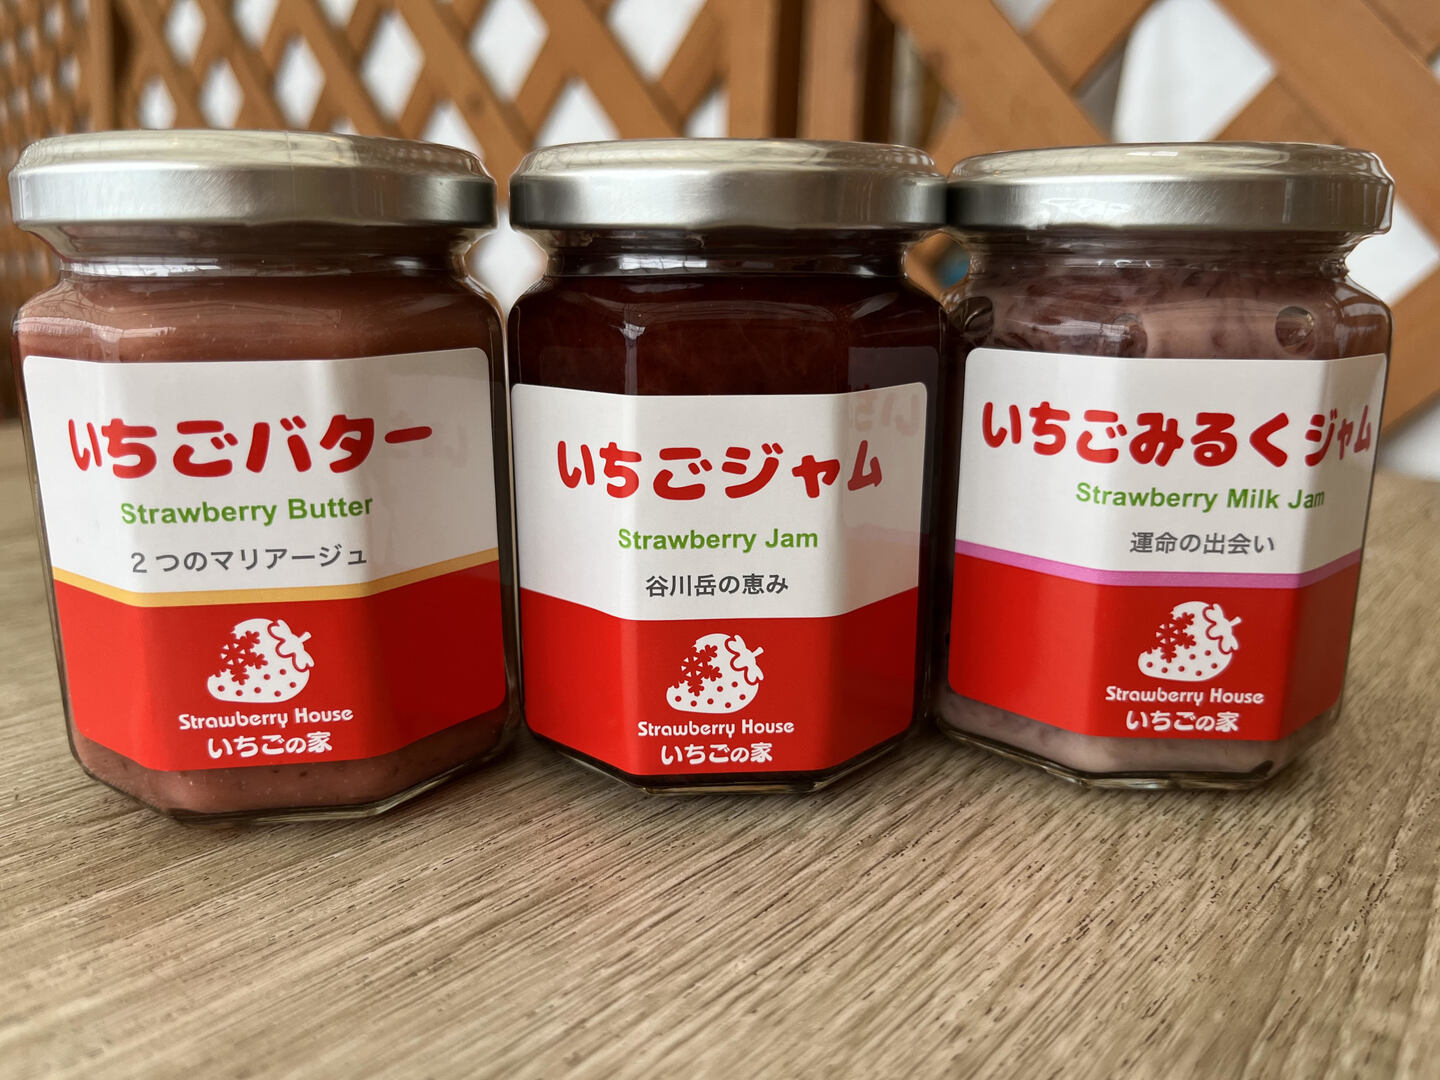 いちごバター
Strawberry Butter
2つのマリアージュ
Strawberry House
いちごの家
いちごジャム
Strawberry Jam
谷川岳の恵み
Strawberry House
いちごの家
いちごみるくジャム
Strawberry Milk Jam
運命の出会い
Strawberry House
いちごの家